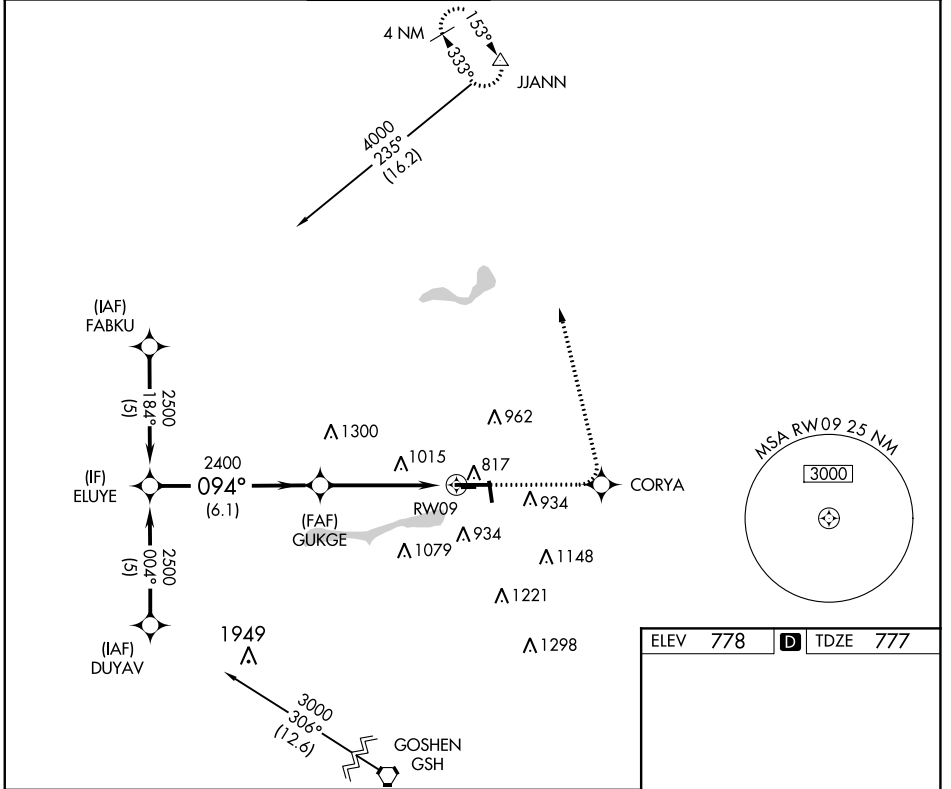 4 NM
153°
333°
JJANN
4000
235°
(16.2)
(IAF)
FABKU
2500
184°
(5)
(IF)
ELUYE
2400
094°
(6.1)
(FAF)
GUKGE
1300
1015
962
817
RW09
934
CORYA
934
1079
1148
1221
1298
2500
004°
(5)
(IAF)
DUYAV
1949
3000
306°
(12.6)
GOSHEN
GSH
MSA RW09 25 NM
3000
ELEV 778 D TDZE 777